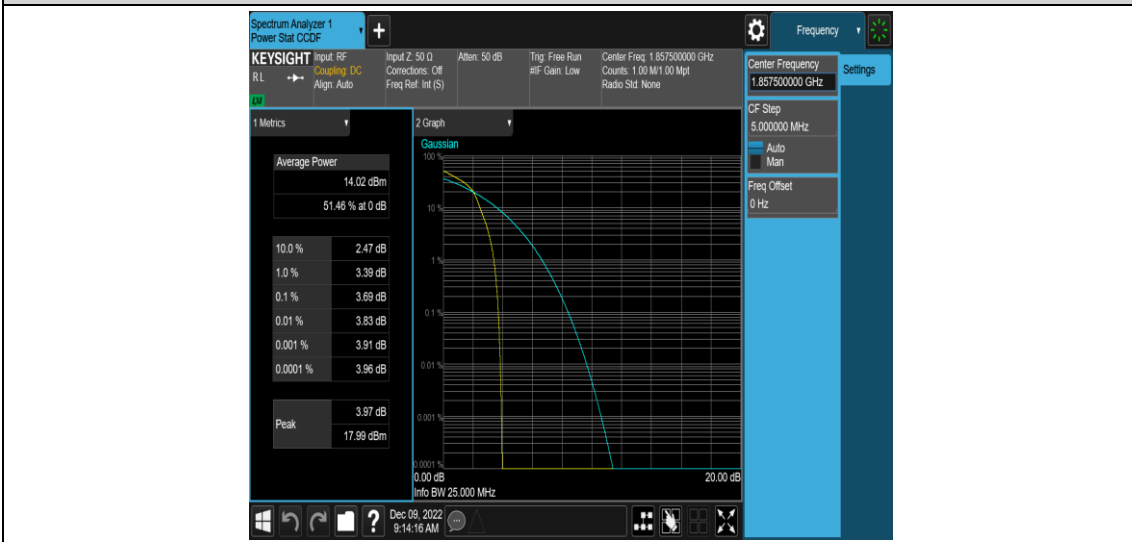 Spectrum Analyzer 1
Power Stat CCDF
+
Frequency
KEYSIGHT
RL
LXI
Input: RF
Coupling: DC
Align: Auto
Input Z: 50 Ω
Corrections: Off
Freq Ref: Int (S)
Atten: 50 dB
Trig: Free Run
#IF Gain: Low
Center Freq: 1.857500000 GHz
Counts: 1.00 M/1.00 Mpt
Radio Std: None
Center Frequency
1.857500000 GHz
Settings
CF Step
5.000000 MHz
Auto
Man
Freq Offset
0 Hz
1 Metrics
Average Power
14.02 dBm
51.46 % at 0 dB
10.0 % 2.47 dB
1.0 % 3.39 dB
0.1 % 3.69 dB
0.01 % 3.83 dB
0.001 % 3.91 dB
0.0001 % 3.96 dB
Peak 3.97 dB
17.99 dBm
2 Graph
Gaussian
100 %
10 %
1 %
0.1 %
0.01 %
0.001 %
0.0001 %
0.00 dB 20.00 dB
Info BW 25.000 MHz
?
Dec 09, 2022
9:14:16 AM